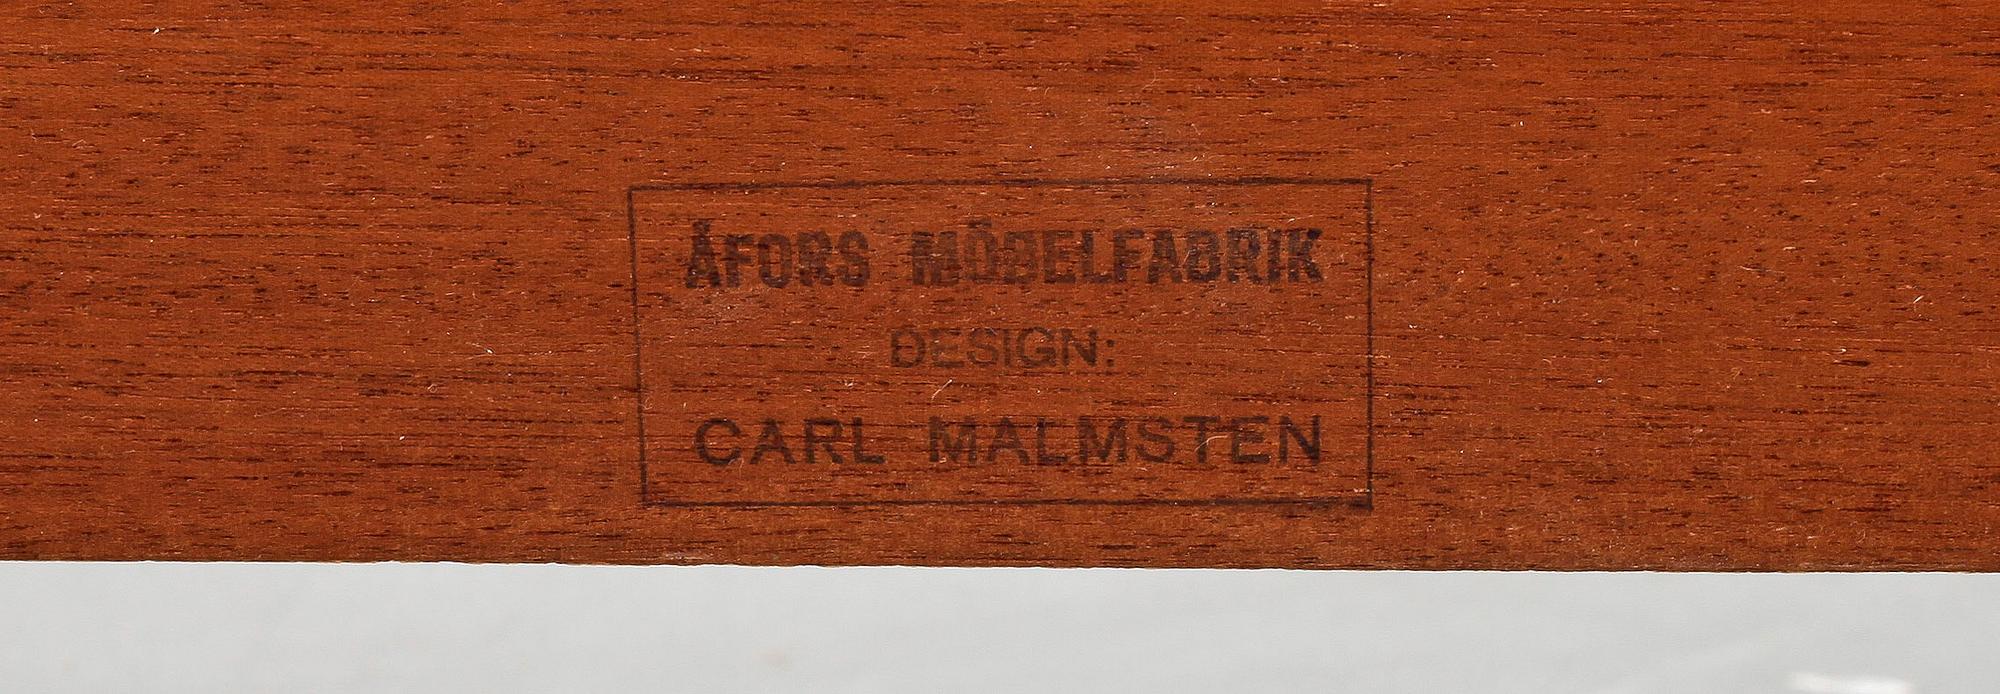 ÅFORS MÖBELFABRIK
DESIGN:
CARL MALMSTEN